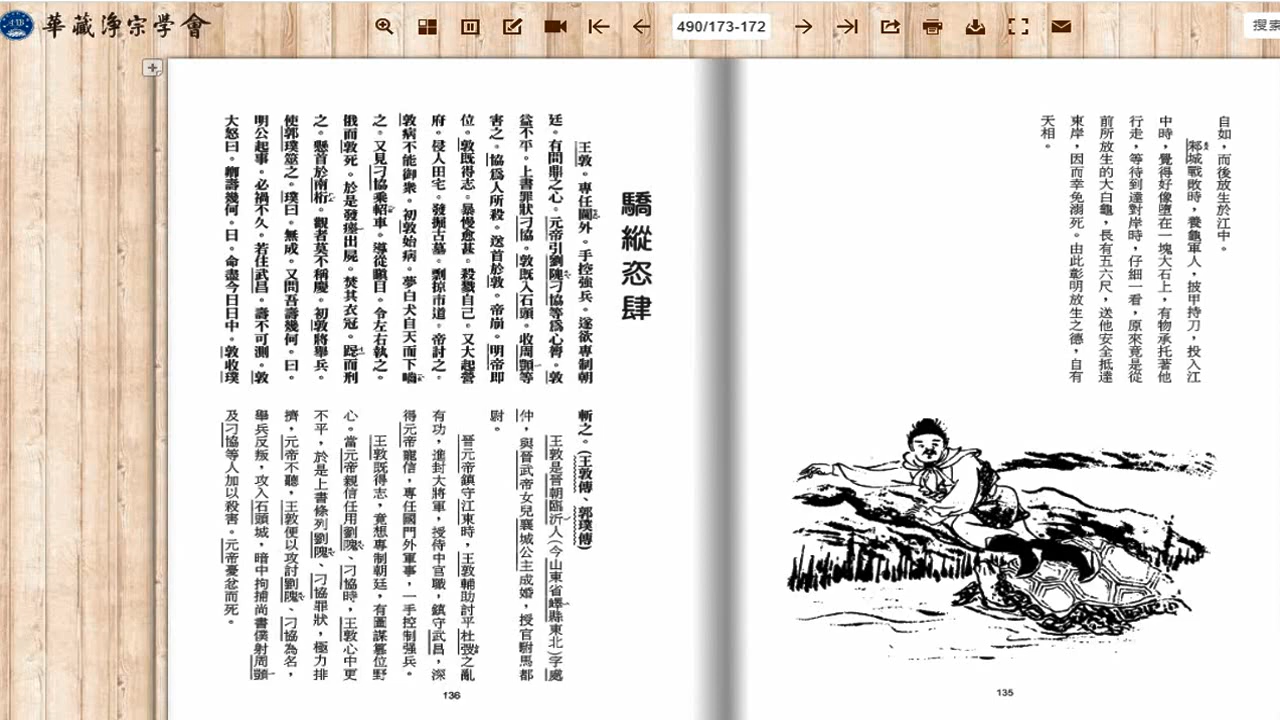 華藏淨宗學會
490/173-172
搜索
自如，而後放生於江中。
邾城戰敗時，養龜軍人，披甲持刀，投入江
中時，覺得好像墮在一塊大石上，有物承托著他
行走，等待到達對岸時，仔細一看，原來竟是從
前所放生的大白龜，長有五六尺，送他安全抵達
東岸，因而幸免溺死。由此彰明放生之德，自有
天相。
135
驕縱恣肆
王敦。專任閫外。手控強兵。遂欲專制朝
廷。有問鼎之心。元帝引劉隗刁協等為心膂。敦
益不平。上書罪狀刁協。敦既入石頭。收周顗等
害之。協為人所殺。送首於敦。帝崩。明帝即
位。敦既得志。暴慢愈甚。殺戮自己。又大起營
府。侵人田宅。發掘古墓。剽掠市道。帝討之。
敦病不能御眾。初敦始病。夢白犬自天而下嚙
之。又見刁協乘軺車。導從瞋目。令左右執之。
俄而敦死。於是發瘞出屍。焚其衣冠。跽而刑
之。懸首於南桁。觀者莫不稱慶。初敦將舉兵。
使郭璞筮之。璞曰。無成。又問吾壽幾何。曰。
明公起事。必禍不久。若住武昌。壽不可測。敦
大怒曰。卿壽幾何。曰。命盡今日日中。敦收璞
斬之。（王敦傳、郭璞傳）
王敦是晉朝臨沂人（今山東省嶧縣東北）字處
仲，與晉武帝女兒襄城公主成婚，授官駙馬都
尉。
晉元帝鎮守江東時，王敦輔助討平杜弢之亂
有功，進封大將軍，授侍中官職，鎮守武昌，深
得元帝寵信，專任國門外軍事，一手控制强兵。
王敦既得志，竟想專制朝廷，有圖謀篡位野
心。當元帝親信任用劉隗、刁協時，王敦心中更
不平，於是上書條列劉隗、刁協罪狀，極力排
擠，元帝不聽，王敦便以攻討劉隗、刁協為名，
舉兵反叛，攻入石頭城，暗中拘捕尚書僕射周顗
及刁協等人加以殺害。元帝憂忿而死。
136